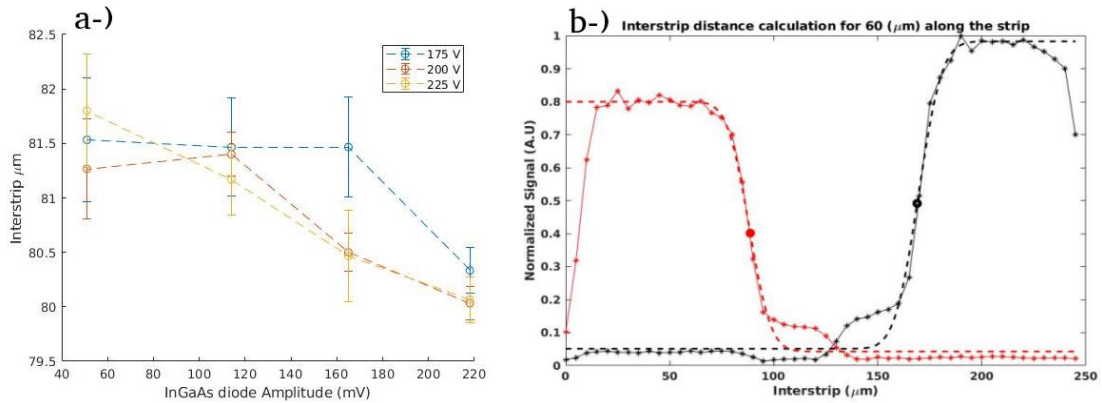 a-)
82.5
82
81.5
81
80.5
80
79.5
Interstrip μm
40 60 80 100 120 140 160 180 200 220
InGaAs diode Amplitude (mV)
175 V
200 V
225 V
b-)
Interstrip distance calculation for 60 (μm) along the strip
1
0.9
0.8
0.7
0.6
0.5
0.4
0.3
0.2
0.1
0
Normalized Signal (A.U)
0 50 100 150 200 250
Interstrip (μm)